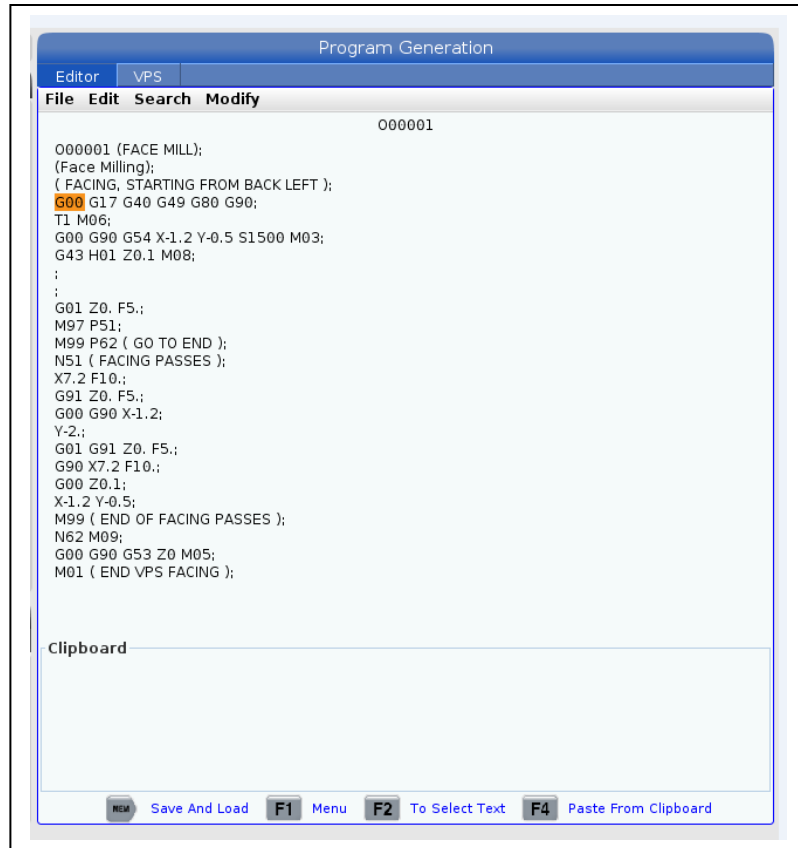 Program Generation
Editor VPS
File Edit Search Modify
O00001
O00001 (FACE MILL);
(Face Milling);
( FACING, STARTING FROM BACK LEFT );
G00 G17 G40 G49 G80 G90;
T1 M06;
G00 G90 G54 X-1.2 Y-0.5 S1500 M03;
G43 H01 Z0.1 M08;
;
;
G01 Z0. F5.;
M97 P51;
M99 P62 ( GO TO END );
N51 ( FACING PASSES );
X7.2 F10.;
G91 Z0. F5.;
G00 G90 X-1.2;
Y-2.;
G01 G91 Z0. F5.;
G90 X7.2 F10.;
G00 Z0.1;
X-1.2 Y-0.5;
M99 ( END OF FACING PASSES );
N62 M09;
G00 G90 G53 Z0 M05;
M01 ( END VPS FACING );
Clipboard
MEM Save And Load F1 Menu F2 To Select Text F4 Paste From Clipboard